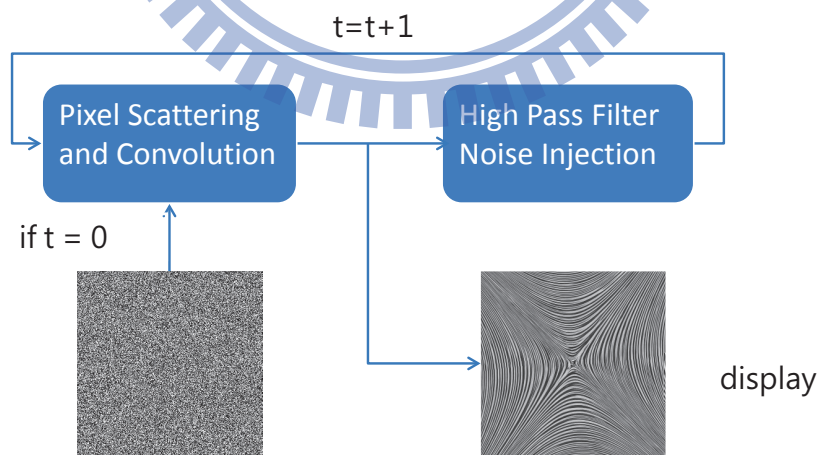 t=t+1
Pixel Scattering
and Convolution
High Pass Filter
Noise Injection
if t = 0
display